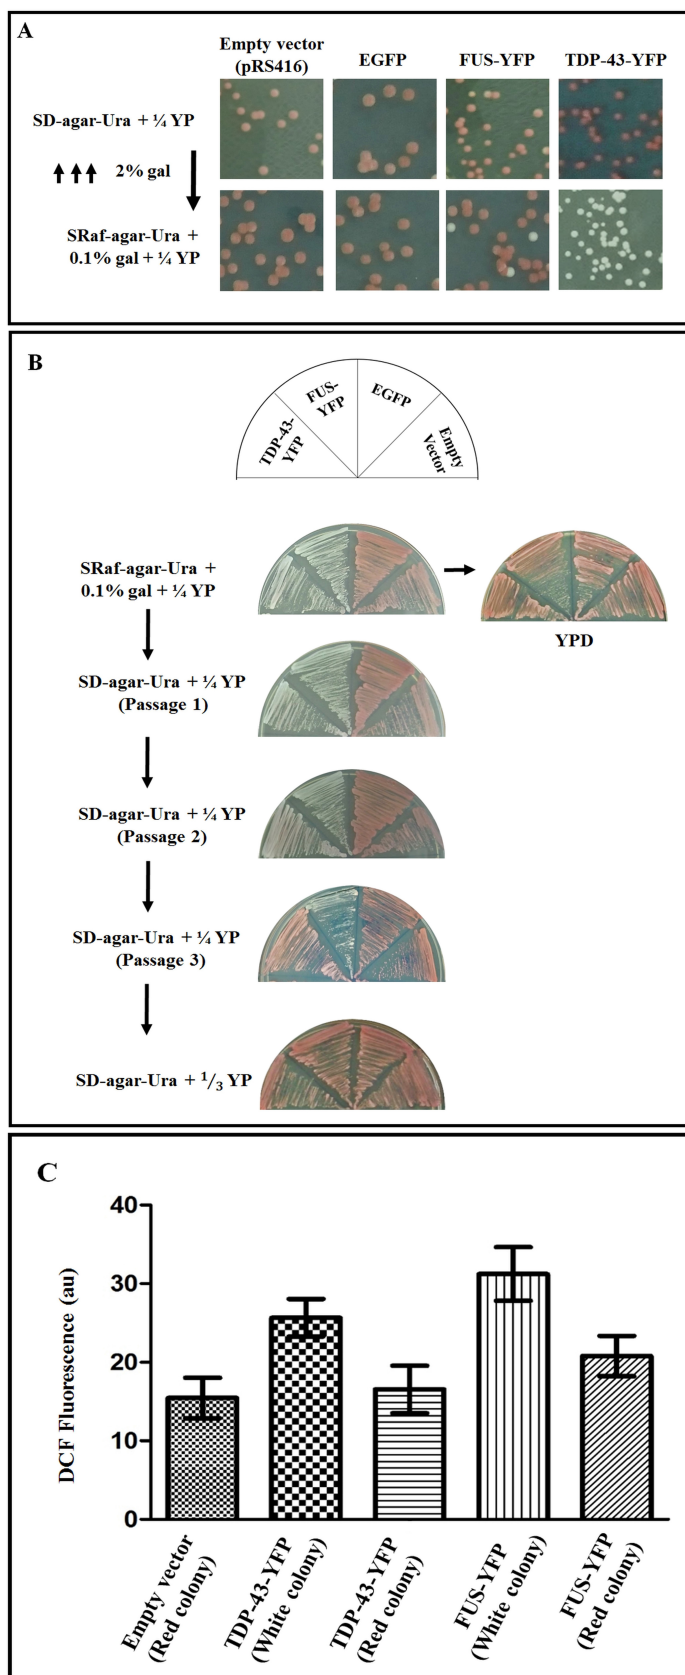 A
Empty vector
(pRS416)
EGFP
FUS-YFP
TDP-43-YFP
SD-agar-Ura + ¼ YP
2% gal
SRaf-agar-Ura +
0.1% gal + ¼ YP
B
TDP-43-
YFP
FUS-
YFP
EGFP
Empty
Vector
SRaf-agar-Ura +
0.1% gal + ¼ YP
YPD
SD-agar-Ura + ¼ YP
(Passage 1)
SD-agar-Ura + ¼ YP
(Passage 2)
SD-agar-Ura + ¼ YP
(Passage 3)
SD-agar-Ura + 1/3 YP
C
DCF Fluorescence (au)
40
30
20
10
0
Empty vector
(Red colony)
TDP-43-YFP
(White colony)
TDP-43-YFP
(Red colony)
FUS-YFP
(White colony)
FUS-YFP
(Red colony)